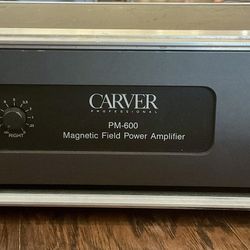 CARVER
PROFESSIONAL
PM-600
Magnetic Field Power Amplifier
RIGHT